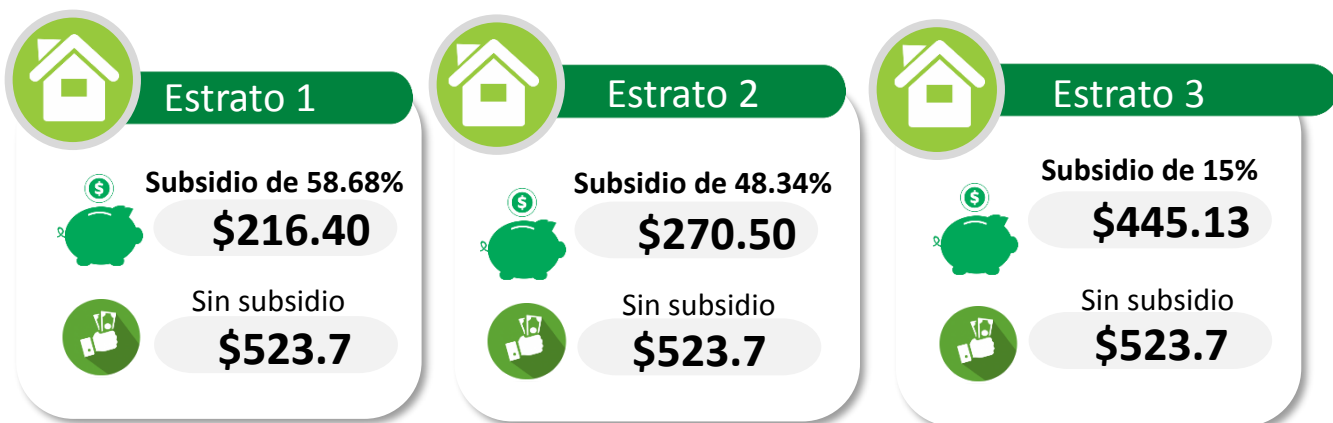 Estrato 1
Subsidio de 58.68%
$
$216.40
Sin subsidio
$523.7
Estrato 2
Subsidio de 48.34%
$
$270.50
Sin subsidio
$523.7
Estrato 3
Subsidio de 15%
$
$445.13
Sin subsidio
$523.7